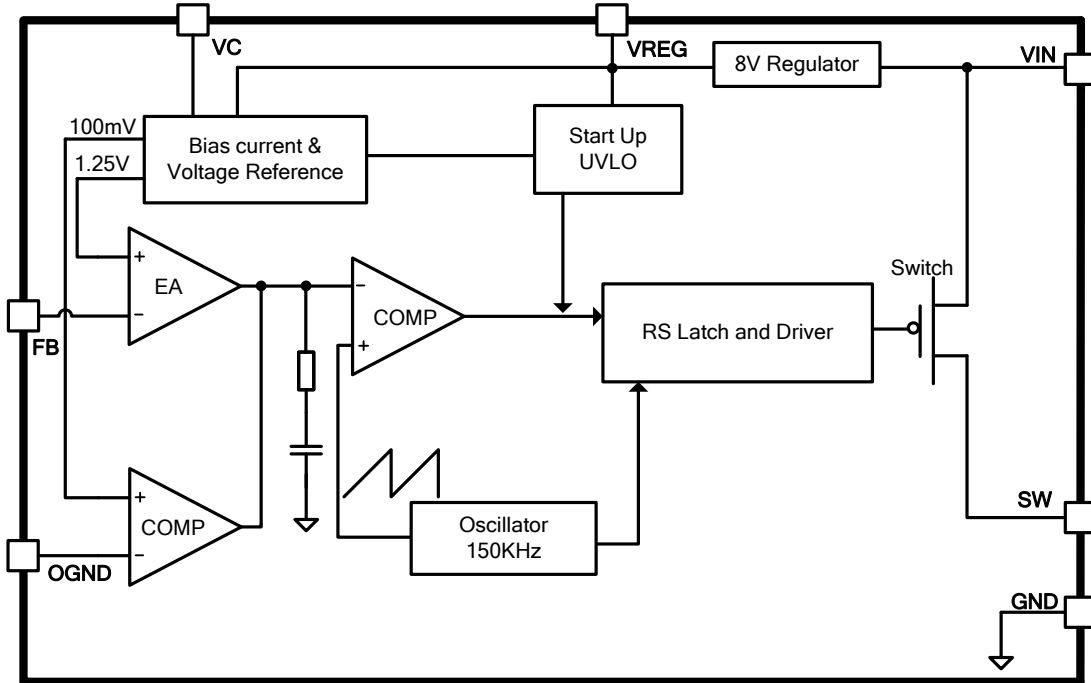 VC
VREG
8V Regulator
VIN
100mV
1.25V
Bias current &
Voltage Reference
Start Up
UVLO
+
EA
−
FB
−
COMP
+
RS Latch and Driver
Switch
+
COMP
−
OGND
Oscillator
150KHz
SW
GND